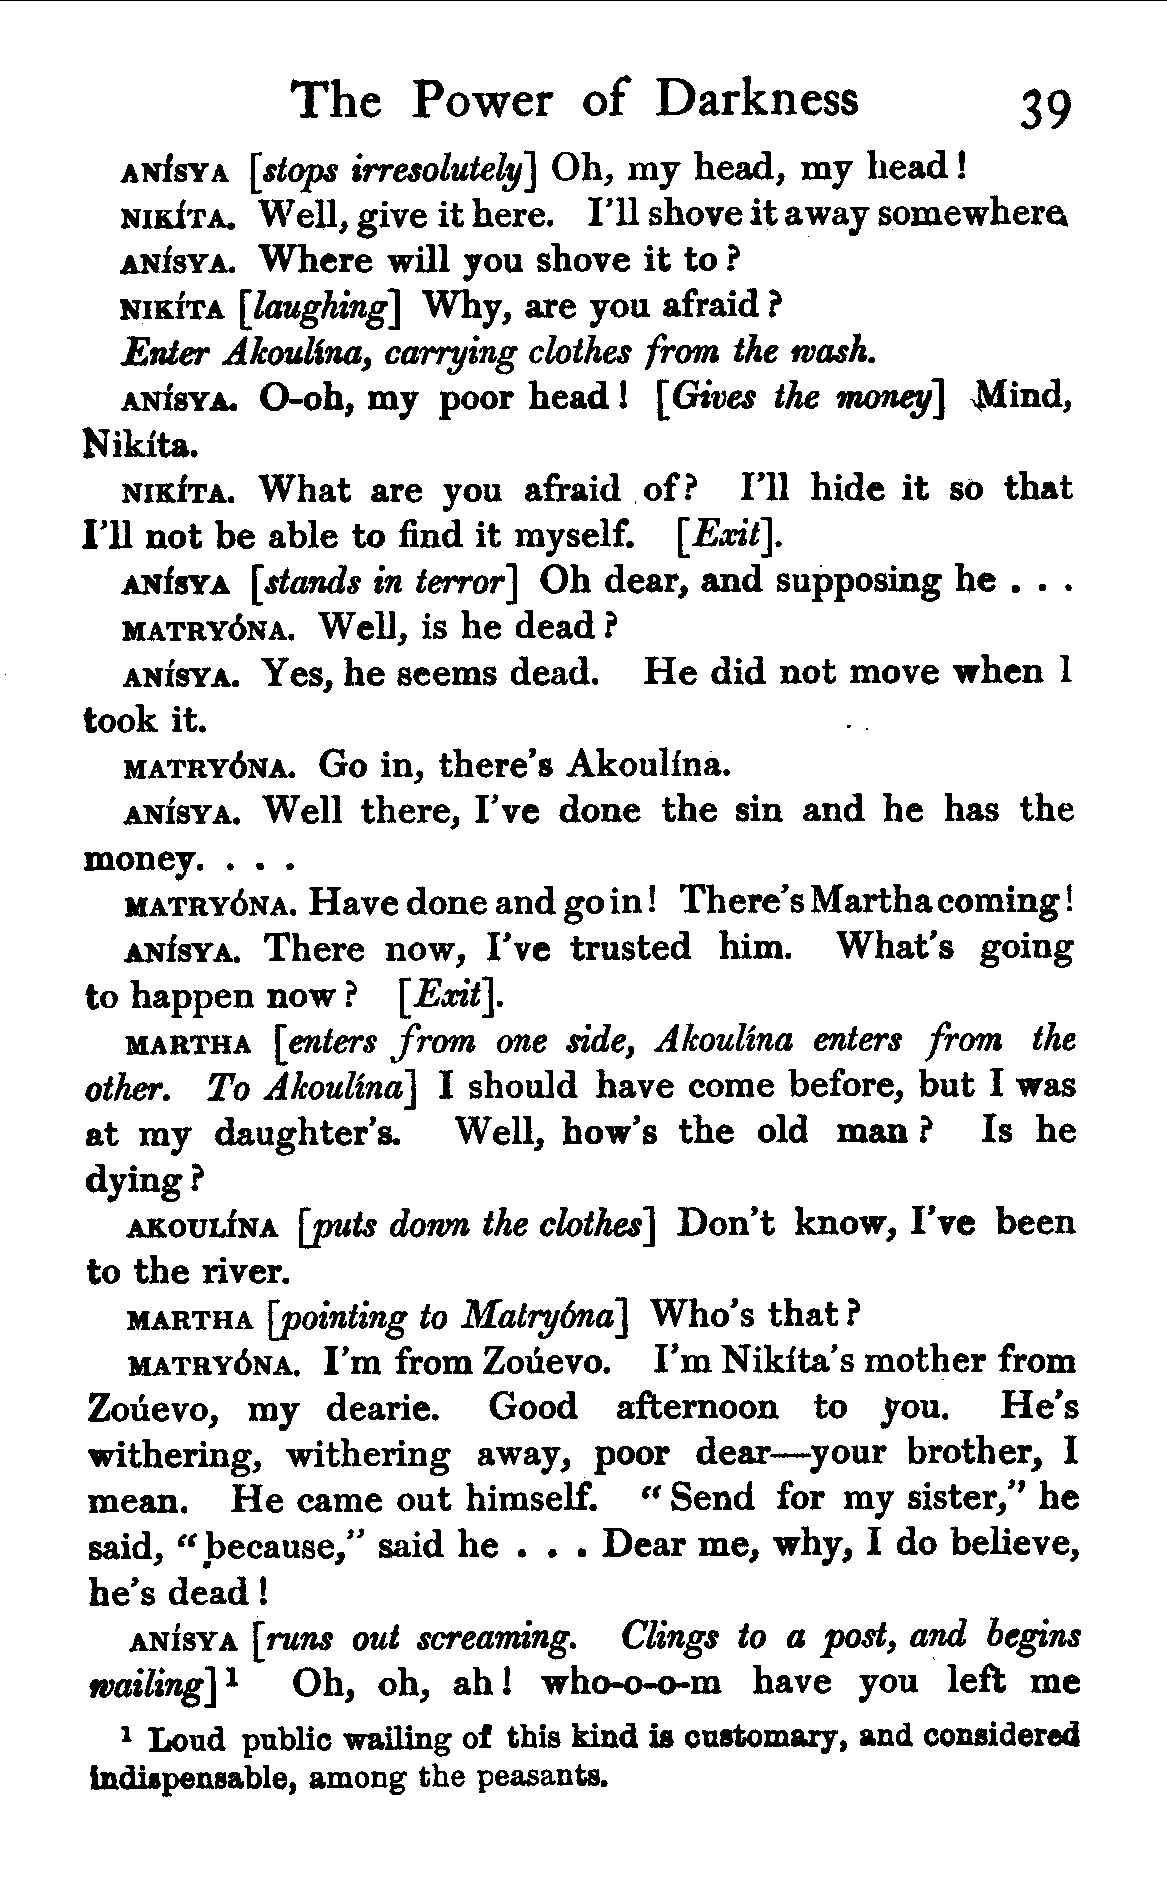 The Power of Darkness 39
ANÍSYA [stops irresolutely] Oh, my head, my head!
NIKÍTA. Well, give it here. I'll shove it away somewhere
ANÍSYA. Where will you shove it to?
NIKÍTA [laughing] Why, are you afraid?
Enter Akoulína, carrying clothes from the wash.
ANÍSYA. O-oh, my poor head! [Gives the money] Mind,
Nikíta.
NIKÍTA. What are you afraid of? I'll hide it so that
I'll not be able to find it myself. [Exit].
ANÍSYA [stands in terror] Oh dear, and supposing he . . .
MATRYÓNA. Well, is he dead?
ANÍSYA. Yes, he seems dead. He did not move when I
took it.
MATRYÓNA. Go in, there's Akoulína.
ANÍSYA. Well there, I've done the sin and he has the
money. . . .
MATRYÓNA. Have done and go in! There's Martha coming!
ANÍSYA. There now, I've trusted him. What's going
to happen now? [Exit].
MARTHA [enters from one side, Akoulína enters from the
other. To Akoulína] I should have come before, but I was
at my daughter's. Well, how's the old man? Is he
dying?
AKOULÍNA [puts down the clothes] Don't know, I've been
to the river.
MARTHA [pointing to Matryóna] Who's that?
MATRYÓNA. I'm from Zoúevo. I'm Nikíta's mother from
Zoúevo, my dearie. Good afternoon to you. He's
withering, withering away, poor dear—your brother, I
mean. He came out himself. "Send for my sister," he
said, "because," said he . . . Dear me, why, I do believe,
he's dead!
ANÍSYA [runs out screaming. Clings to a post, and begins
wailing]¹ Oh, oh, ah! who-o-o-m have you left me
¹ Loud public wailing of this kind is customary, and considered
indispensable, among the peasants.